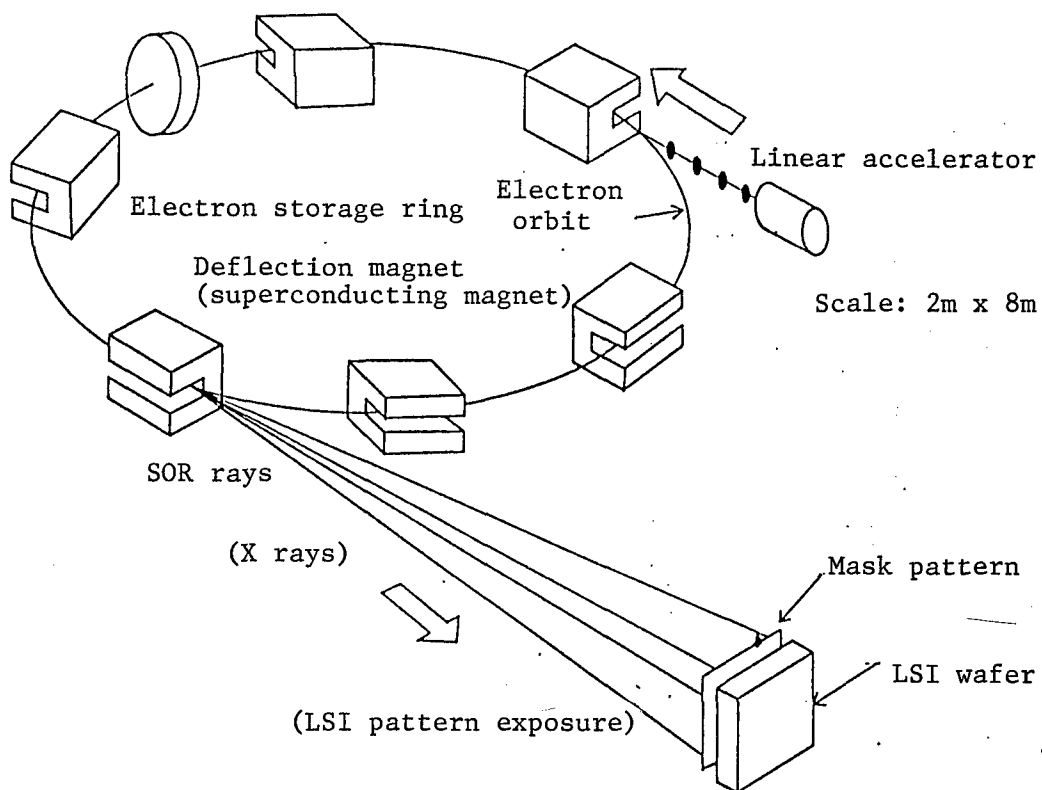 Linear accelerator
Electron
orbit
Electron storage ring
Deflection magnet
(superconducting magnet)
Scale: 2m x 8m
SOR rays
(X rays)
Mask pattern
LSI wafer
(LSI pattern exposure)